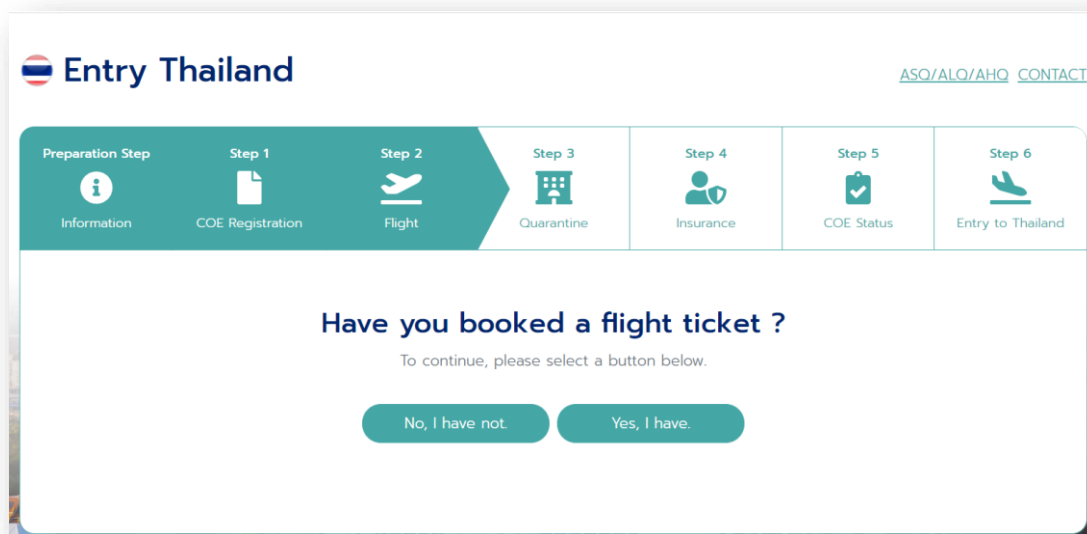 Entry Thailand
ASQ/ALQ/AHQ CONTACT
Preparation Step
Information
Step 1
COE Registration
Step 2
Flight
Step 3
Quarantine
Step 4
Insurance
Step 5
COE Status
Step 6
Entry to Thailand
Have you booked a flight ticket ?
To continue, please select a button below.
No, I have not.
Yes, I have.